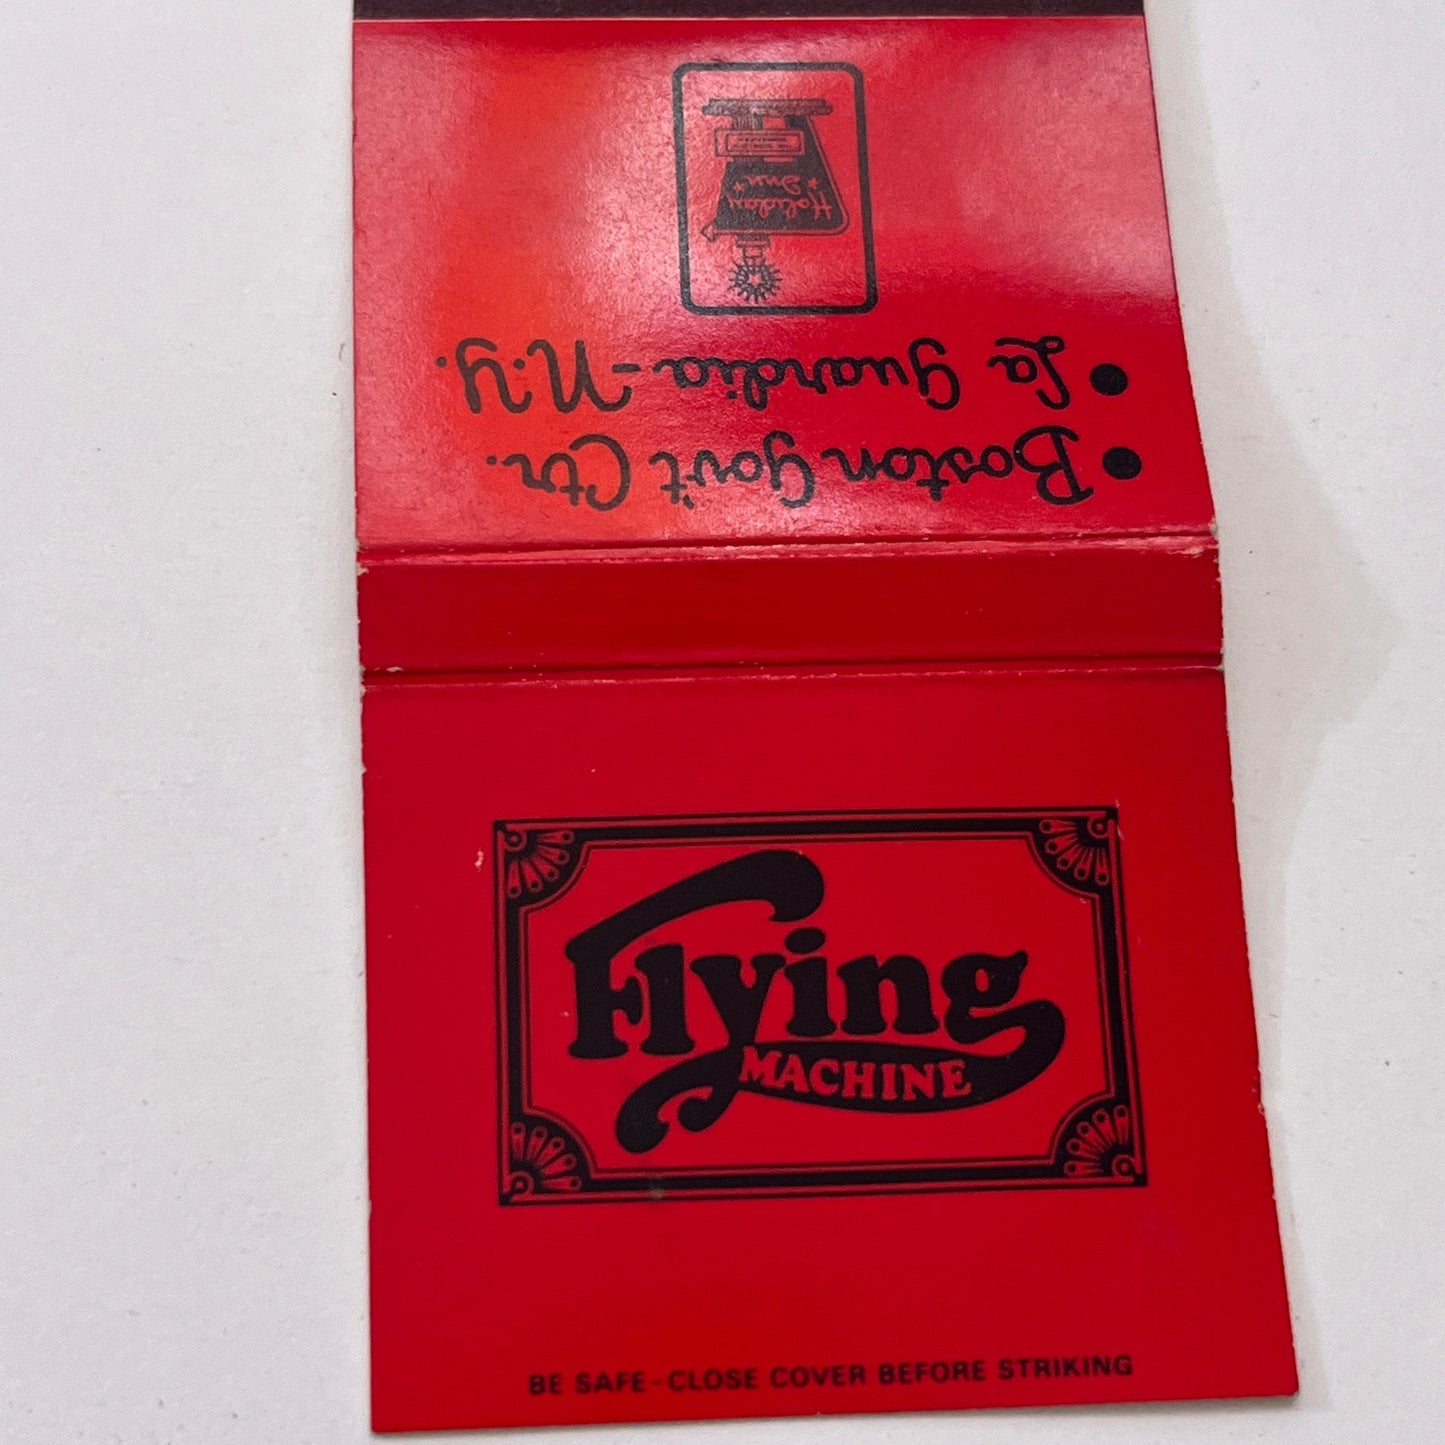 Holiday
Inn
• La Guardia - N.Y.
• Boston Gov't Ctr.
Flying
MACHINE
BE SAFE - CLOSE COVER BEFORE STRIKING